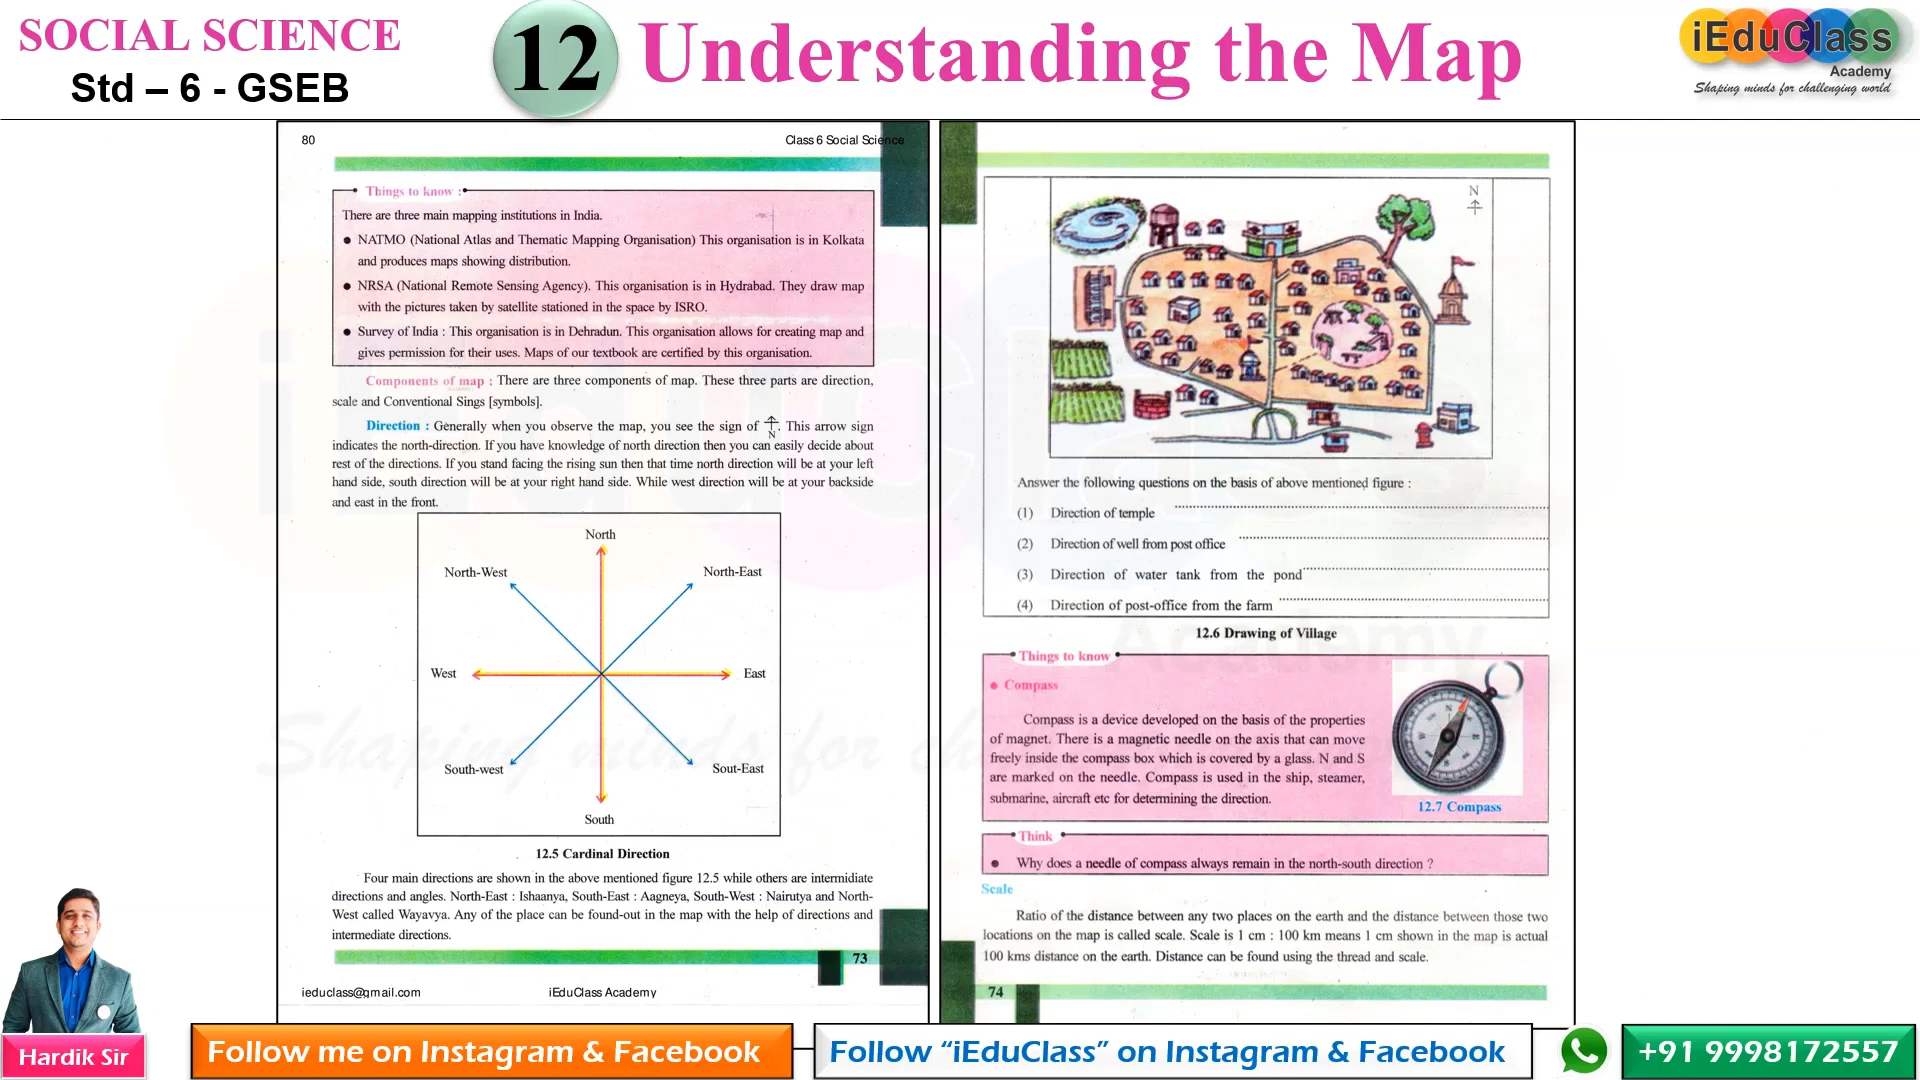 SOCIAL SCIENCE
Std – 6 - GSEB
12
Understanding the Map
iEduClass
Academy
Shaping minds for challenging world
80
Class 6 Social Science
Things to know :
There are three main mapping institutions in India.
● NATMO (National Atlas and Thematic Mapping Organisation) This organisation is in Kolkata
and produces maps showing distribution.
● NRSA (National Remote Sensing Agency). This organisation is in Hydrabad. They draw map
with the pictures taken by satellite stationed in the space by ISRO.
● Survey of India : This organisation is in Dehradun. This organisation allows for creating map and
gives permission for their uses. Maps of our textbook are certified by this organisation.
Components of map : There are three components of map. These three parts are direction,
scale and Conventional Sings [symbols].
Direction : Generally when you observe the map, you see the sign of N. This arrow sign
indicates the north-direction. If you have knowledge of north direction then you can easily decide about
rest of the directions. If you stand facing the rising sun then that time north direction will be at your left
hand side, south direction will be at your right hand side. While west direction will be at your backside
and east in the front.
North
North-West
North-East
West
East
South-west
Sout-East
South
12.5 Cardinal Direction
Four main directions are shown in the above mentioned figure 12.5 while others are intermidiate
directions and angles. North-East : Ishaanya, South-East : Aagneya, South-West : Nairutya and North-
West called Wayavya. Any of the place can be found-out in the map with the help of directions and
intermediate directions.
73
ieduclass@gmail.com
iEduClass Academy
N
Answer the following questions on the basis of above mentioned figure :
(1) Direction of temple
(2) Direction of well from post office
(3) Direction of water tank from the pond
(4) Direction of post-office from the farm
12.6 Drawing of Village
Things to know
● Compass
Compass is a device developed on the basis of the properties
of magnet. There is a magnetic needle on the axis that can move
freely inside the compass box which is covered by a glass. N and S
are marked on the needle. Compass is used in the ship, steamer,
submarine, aircraft etc for determining the direction.
12.7 Compass
Think
● Why does a needle of compass always remain in the north-south direction ?
Scale
Ratio of the distance between any two places on the earth and the distance between those two
locations on the map is called scale. Scale is 1 cm : 100 km means 1 cm shown in the map is actual
100 kms distance on the earth. Distance can be found using the thread and scale.
74
Hardik Sir
Follow me on Instagram & Facebook
Follow “iEduClass” on Instagram & Facebook
+91 9998172557